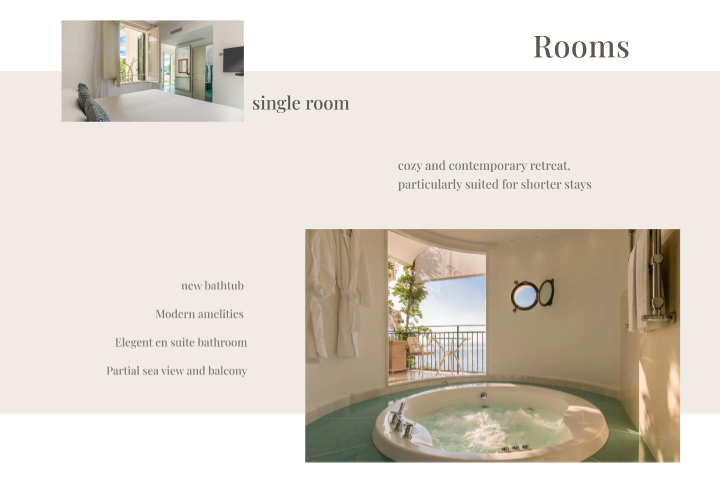 Rooms
single room
cozy and contemporary retreat,
particularly suited for shorter stays
new bathtub
Modern amelities
Elegent en suite bathroom
Partial sea view and balcony